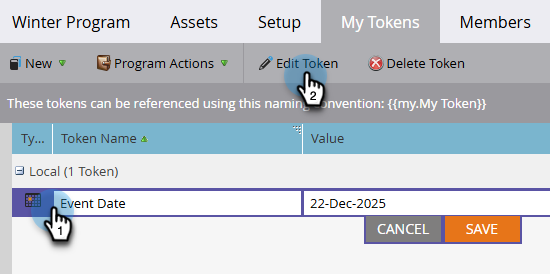 Winter Program Assets Setup My Tokens Members
New Program Actions Edit Token Delete Token
2
These tokens can be referenced using this naming convention: {{my.My Token}}
Ty... Token Name Value
Local (1 Token)
Event Date 22-Dec-2025
1
CANCEL SAVE